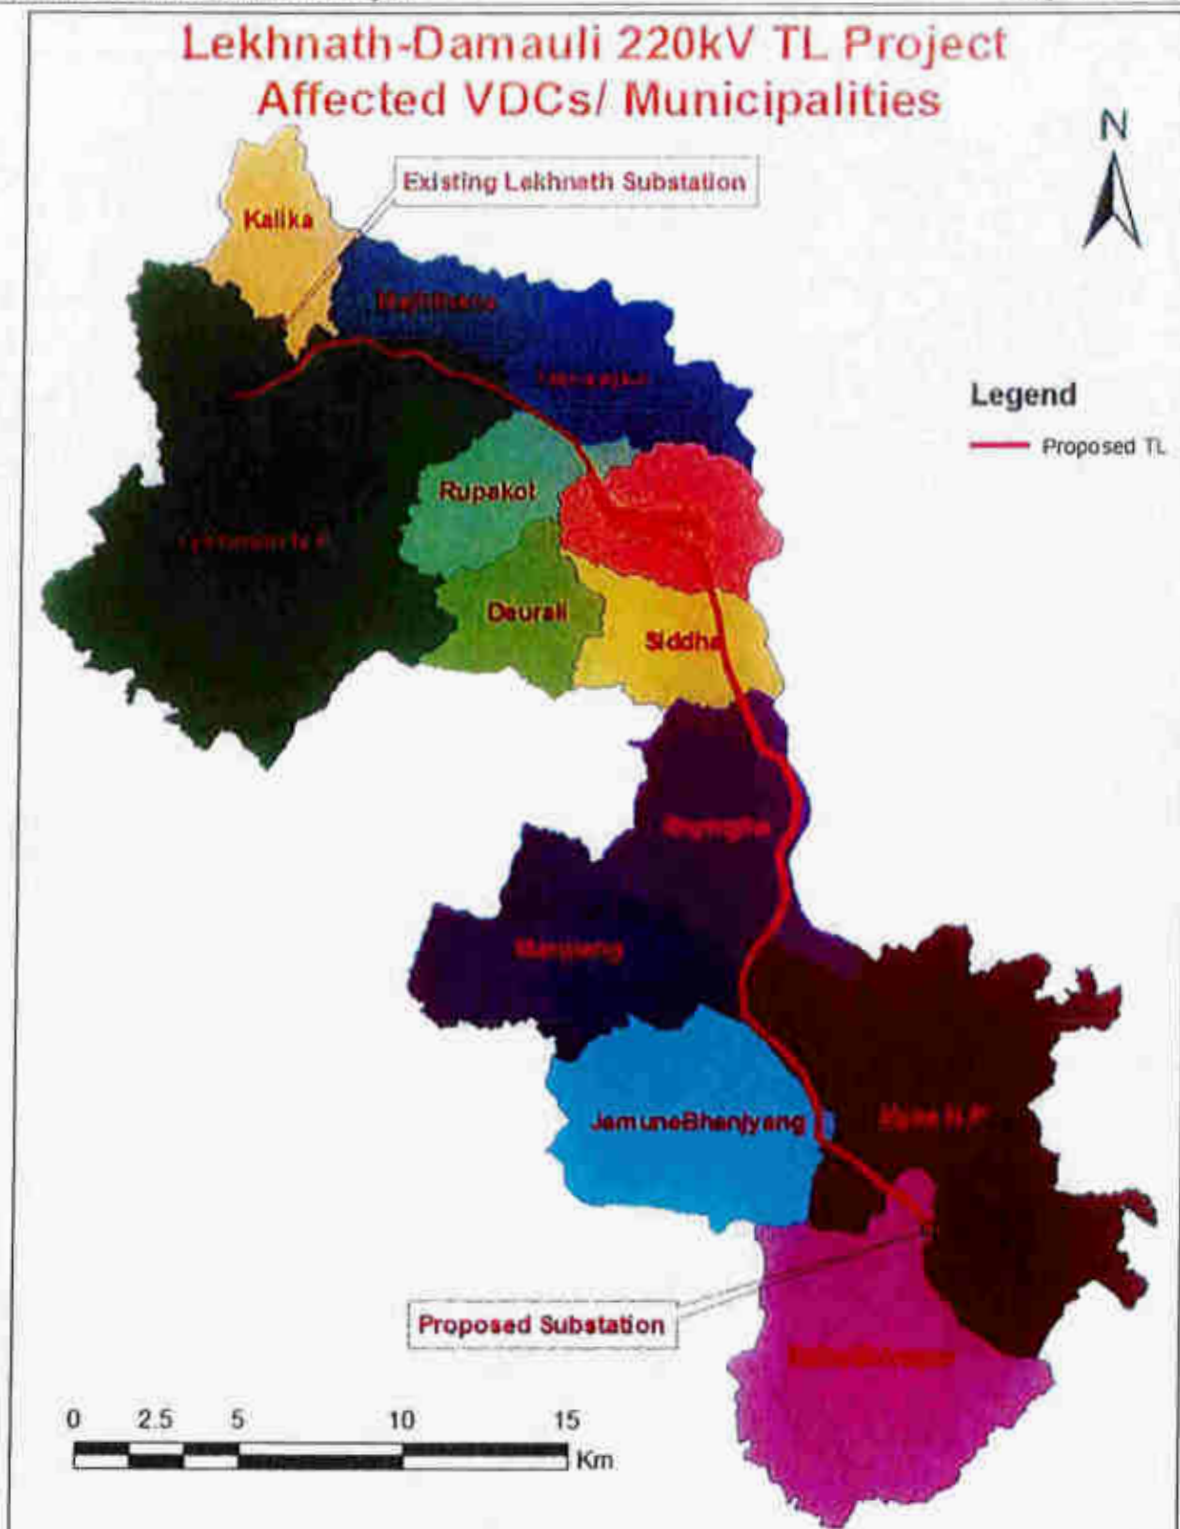 Lekhnath-Damauli 220kV TL Project
Affected VDCs/ Municipalities
N
Existing Lekhnath Substation
Kalika
Legend
Proposed TL
Rupakot
Lekhnath N.P
Deurali
Siddha
JamuneBhanjyang
Proposed Substation
0 2.5 5 10 15
Km